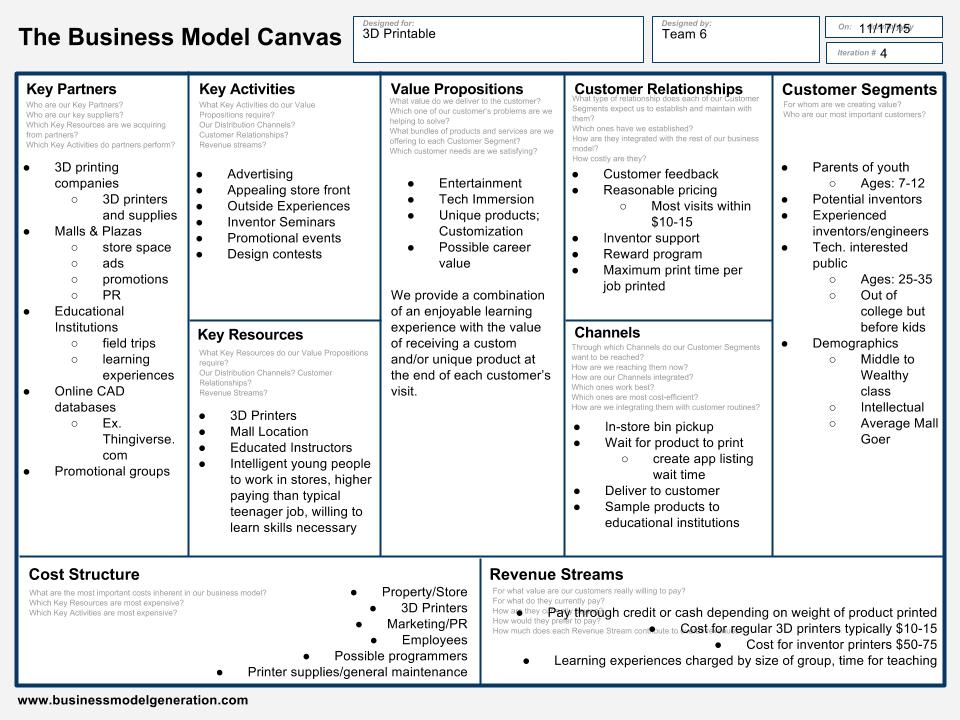 The Business Model Canvas
Designed for:
3D Printable
Designed by:
Team 6
On:
11/17/15
Iteration #
4
Key Partners
Who are our Key Partners?
Who are our key suppliers?
Which Key Resources are we acquiring
from partners?
Which Key Activities do partners perform?
● 3D printing
companies
○ 3D printers
and supplies
● Malls & Plazas
○ store space
○ ads
○ promotions
○ PR
● Educational
Institutions
○ field trips
○ learning
experiences
● Online CAD
databases
○ Ex.
Thingiverse.
com
● Promotional groups
Key Activities
What Key Activities do our Value
Propositions require?
Our Distribution Channels?
Customer Relationships?
Revenue streams?
● Advertising
● Appealing store front
● Outside Experiences
● Inventor Seminars
● Promotional events
● Design contests
Key Resources
What Key Resources do our Value Propositions
require?
Our Distribution Channels? Customer
Relationships?
Revenue Streams?
● 3D Printers
● Mall Location
● Educated Instructors
● Intelligent young people
to work in stores, higher
paying than typical
teenager job, willing to
learn skills necessary
Value Propositions
What value do we deliver to the customer?
Which one of our customer's problems are we
helping to solve?
What bundles of products and services are we
offering to each Customer Segment?
Which customer needs are we satisfying?
● Entertainment
● Tech Immersion
● Unique products;
Customization
● Possible career
value
We provide a combination
of an enjoyable learning
experience with the value
of receiving a custom
and/or unique product at
the end of each customer's
visit.
Customer Relationships
What type of relationship does each of our Customer
Segments expect us to establish and maintain with
them?
Which ones have we established?
How are they integrated with the rest of our business
model?
How costly are they?
● Customer feedback
● Reasonable pricing
○ Most visits within
$10-15
● Inventor support
● Reward program
● Maximum print time per
job printed
Channels
Through which Channels do our Customer Segments
want to be reached?
How are we reaching them now?
How are our Channels integrated?
Which ones work best?
Which ones are most cost-efficient?
How are we integrating them with customer routines?
● In-store bin pickup
● Wait for product to print
○ create app listing
wait time
● Deliver to customer
● Sample products to
educational institutions
Customer Segments
For whom are we creating value?
Who are our most important customers?
● Parents of youth
○ Ages: 7-12
● Potential inventors
● Experienced
inventors/engineers
● Tech. interested
public
○ Ages: 25-35
○ Out of
college but
before kids
● Demographics
○ Middle to
Wealthy
class
○ Intellectual
○ Average Mall
Goer
Cost Structure
What are the most important costs inherent in our business model?
Which Key Resources are most expensive?
Which Key Activities are most expensive?
● Property/Store
● 3D Printers
● Marketing/PR
● Employees
● Possible programmers
● Printer supplies/general maintenance
Revenue Streams
For what value are our customers really willing to pay?
For what do they currently pay?
How are they currently paying?
How would they prefer to pay?
How much does each Revenue Stream contribute to
● Pay through credit or cash depending on weight of product printed
● Cost for regular 3D printers typically $10-15
● Cost for inventor printers $50-75
● Learning experiences charged by size of group, time for teaching
www.businessmodelgeneration.com